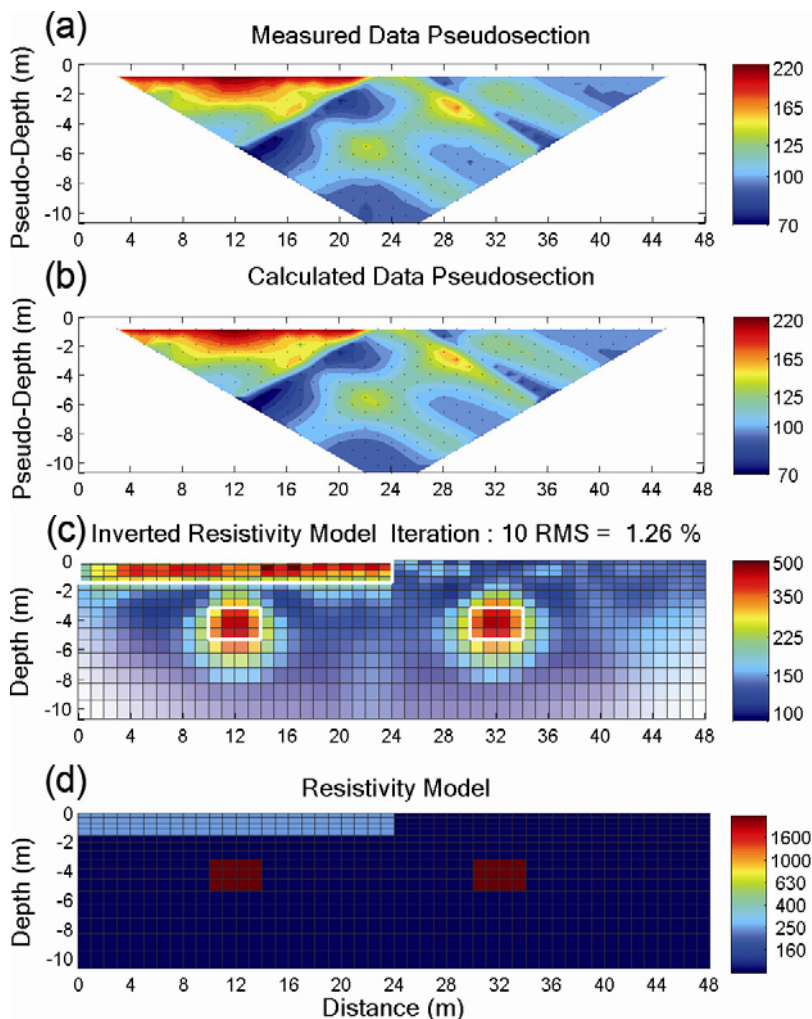 (a)
Measured Data Pseudosection
Pseudo-Depth (m)
0
-2
-4
-6
-8
-10
0 4 8 12 16 20 24 28 32 36 40 44 48
220
175
125
100
70
(b)
Calculated Data Pseudosection
Pseudo-Depth (m)
0
-2
-4
-6
-8
-10
0 4 8 12 16 20 24 28 32 36 40 44 48
220
165
125
100
70
(c) Inverted Resistivity Model Iteration : 10 RMS = 1.26 %
Depth (m)
0
-2
-4
-6
-8
-10
0 4 8 12 16 20 24 28 32 36 40 44 48
500
350
225
150
100
(d)
Resistivity Model
Depth (m)
0
-2
-4
-6
-8
-10
0 4 8 12 16 20 24 28 32 36 40 44 48
Distance (m)
1600
1000
630
400
250
160